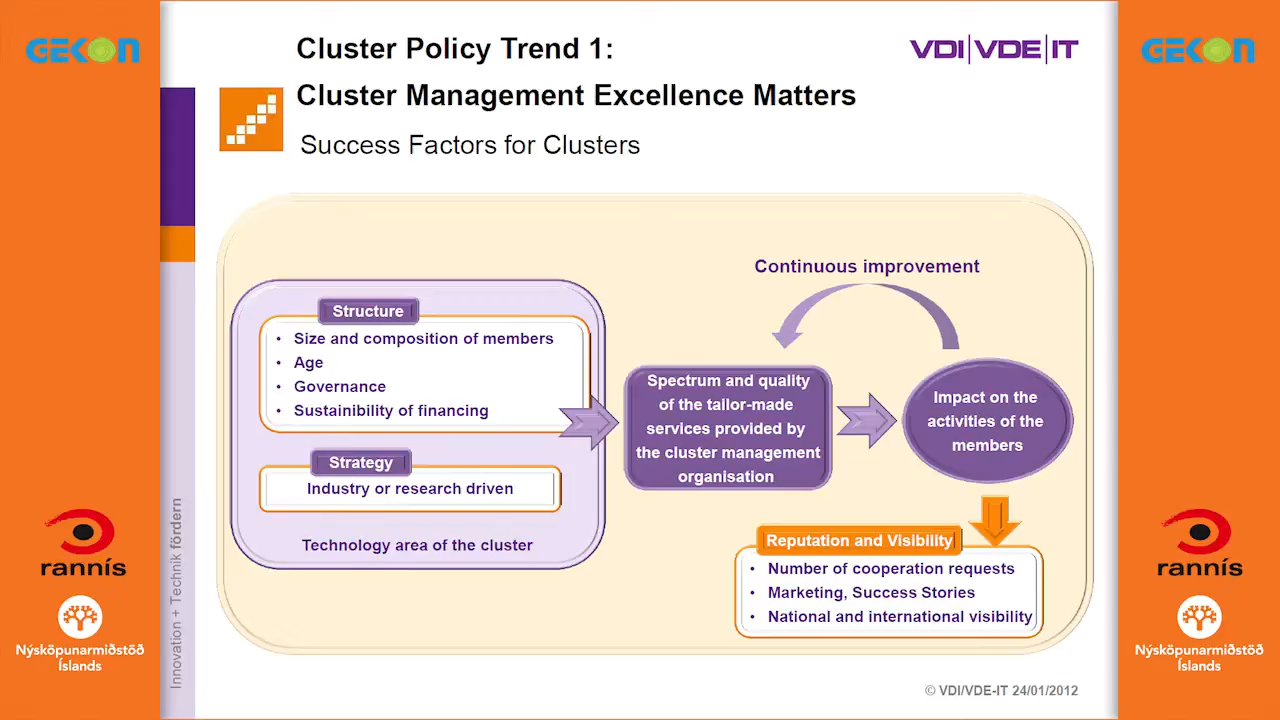 GEKON
Cluster Policy Trend 1:
VDI|VDE|IT
GEKON
Cluster Management Excellence Matters
Success Factors for Clusters
Continuous improvement
Structure
• Size and composition of members
• Age
• Governance
• Sustainibility of financing
Strategy
Industry or research driven
Technology area of the cluster
Spectrum and quality
of the tailor-made
services provided by
the cluster management
organisation
Impact on the
activities of the
members
Reputation and Visibility
• Number of cooperation requests
• Marketing, Success Stories
• National and international visibility
Innovation + Technik fördern
© VDI/VDE-IT 24/01/2012
rannís
Nýsköpunarmiðstöð
Íslands
rannís
Nýsköpunarmiðstöð
Íslands